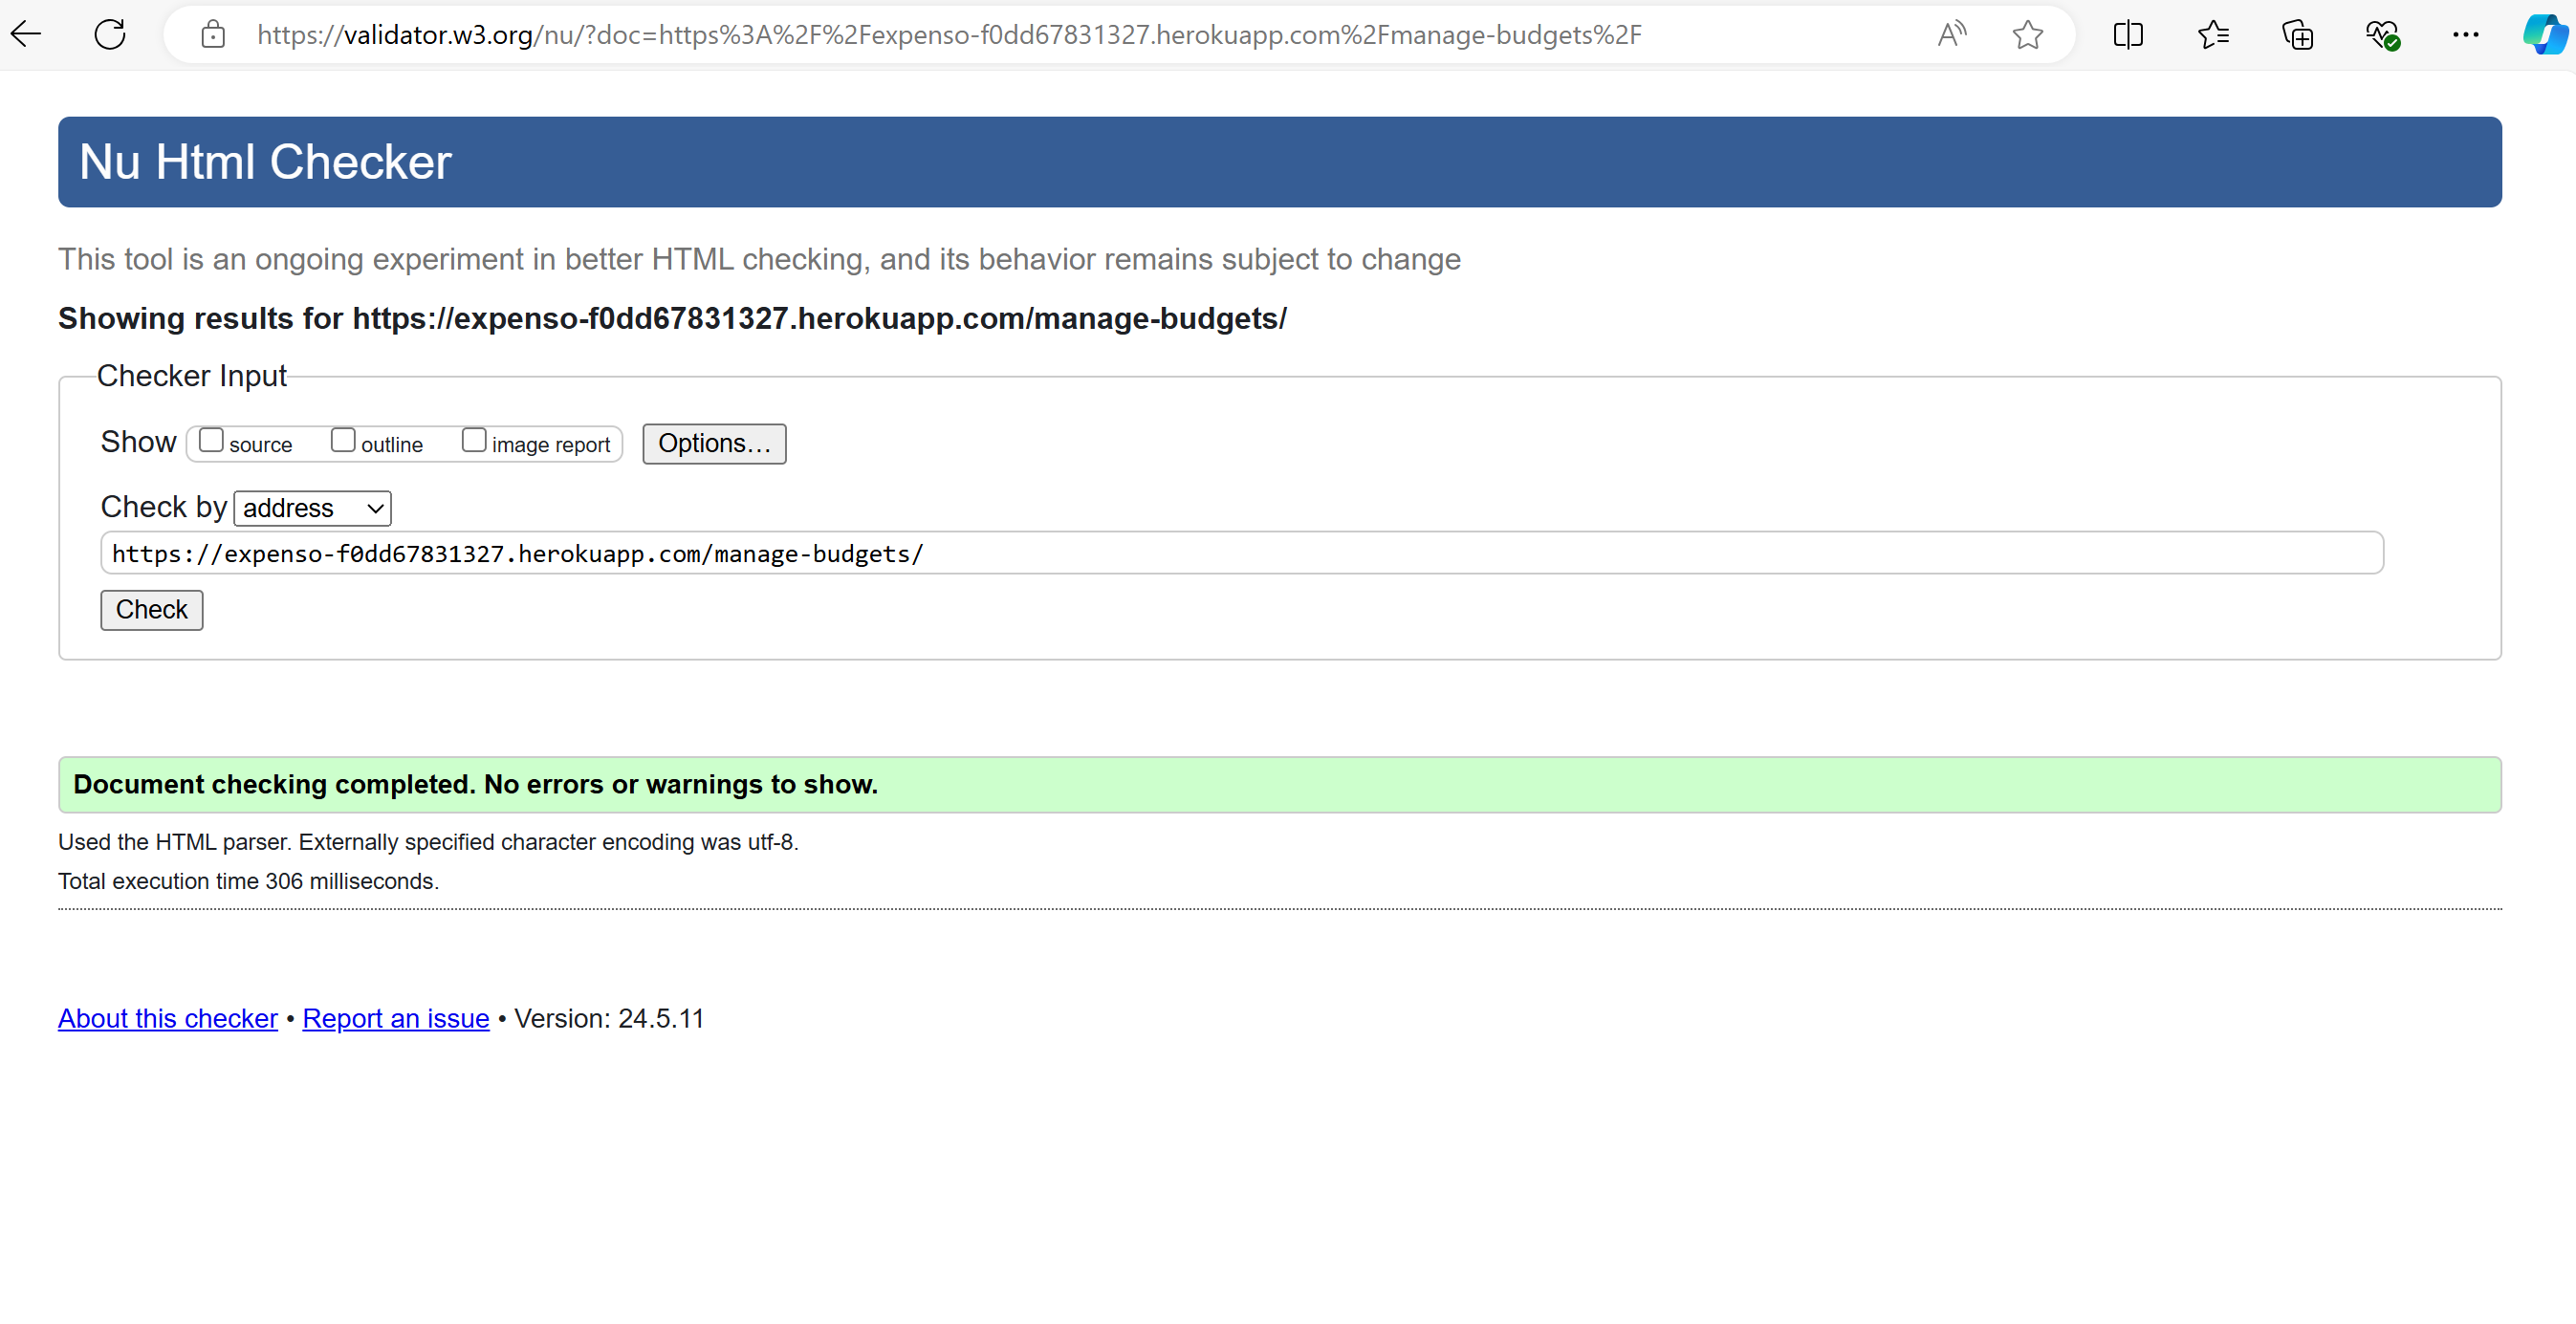 https://validator.w3.org/nu/?doc=https%3A%2F%2Fexpenso-f0dd67831327.herokuapp.com%2Fmanage-budgets%2F
Nu Html Checker
This tool is an ongoing experiment in better HTML checking, and its behavior remains subject to change
Showing results for https://expenso-f0dd67831327.herokuapp.com/manage-budgets/
Checker Input
Show source outline image report Options…
Check by address
https://expenso-f0dd67831327.herokuapp.com/manage-budgets/
Check
Document checking completed. No errors or warnings to show.
Used the HTML parser. Externally specified character encoding was utf-8.
Total execution time 306 milliseconds.
About this checker • Report an issue • Version: 24.5.11